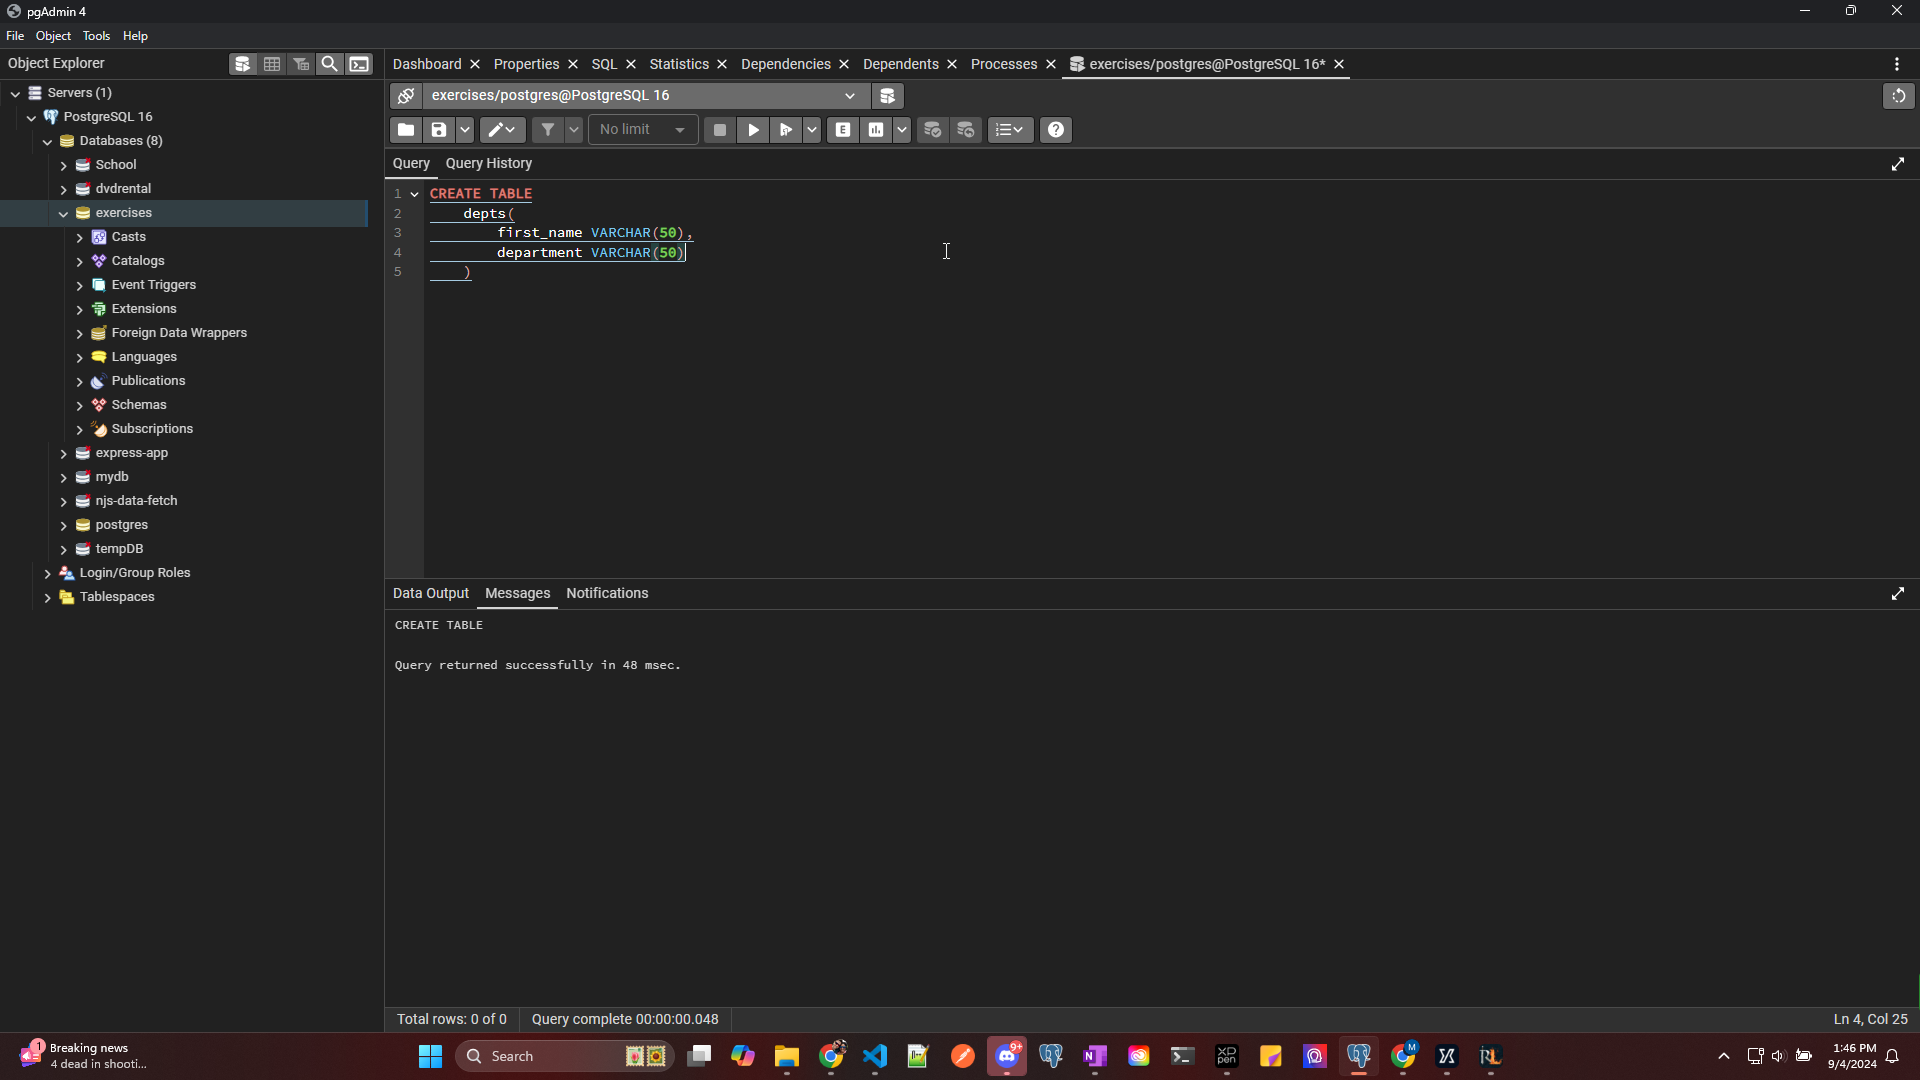 pgAdmin 4
File Object Tools Help
Object Explorer
Dashboard Properties SQL Statistics Dependencies Dependents Processes exercises/postgres@PostgreSQL 16*
Servers (1)
PostgreSQL 16
Databases (8)
School
dvdrental
exercises
Casts
Catalogs
Event Triggers
Extensions
Foreign Data Wrappers
Languages
Publications
Schemas
Subscriptions
express-app
mydb
njs-data-fetch
postgres
tempDB
Login/Group Roles
Tablespaces
exercises/postgres@PostgreSQL 16
No limit
E
Query Query History
1 CREATE TABLE
2 depts(
3 first_name VARCHAR(50),
4 department VARCHAR(50)
5 )
Data Output Messages Notifications
CREATE TABLE
Query returned successfully in 48 msec.
Total rows: 0 of 0 Query complete 00:00:00.048 Ln 4, Col 25
1 Breaking news
4 dead in shooti...
Search
9+
N
XP
PEN
M
1:46 PM
9/4/2024